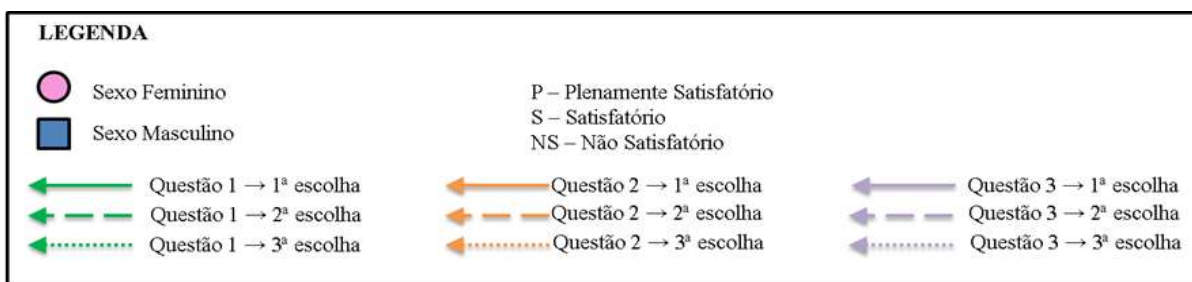 LEGENDA
Sexo Feminino
Sexo Masculino
P – Plenamente Satisfatório
S – Satisfatório
NS – Não Satisfatório
Questão 1 → 1ª escolha
Questão 1 → 2ª escolha
Questão 1 → 3ª escolha
Questão 2 → 1ª escolha
Questão 2 → 2ª escolha
Questão 2 → 3ª escolha
Questão 3 → 1ª escolha
Questão 3 → 2ª escolha
Questão 3 → 3ª escolha